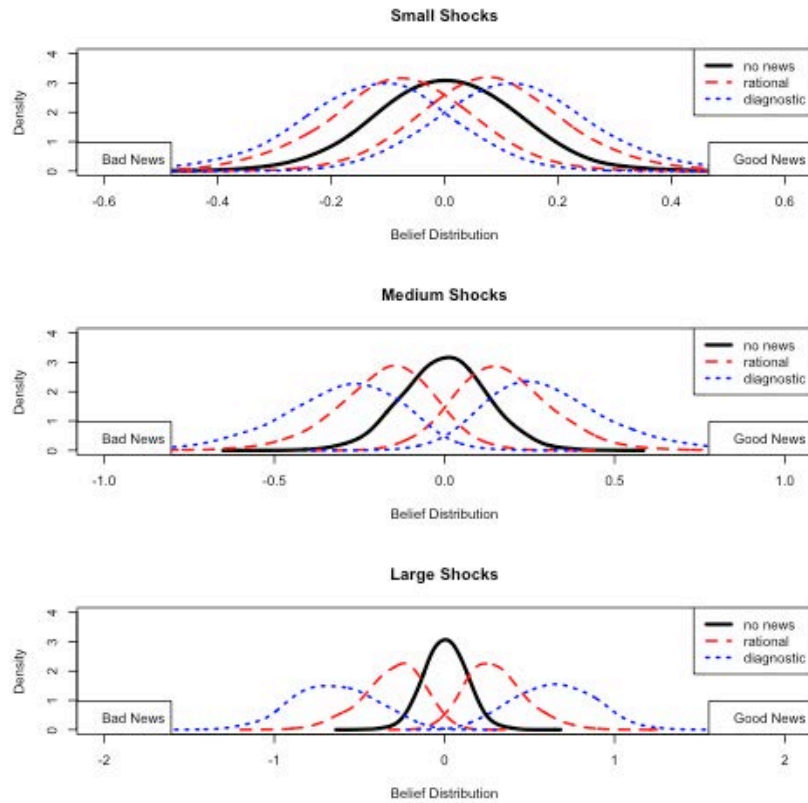 Small Shocks
4
3
2
1
0
Density
no news
rational
diagnostic
Bad News
Good News
-0.6 -0.4 -0.2 0.0 0.2 0.4 0.6
Belief Distribution
Medium Shocks
4
3
2
1
0
Density
no news
rational
diagnostic
Bad News
Good News
-1.0 -0.5 0.0 0.5 1.0
Belief Distribution
Large Shocks
4
3
2
1
0
Density
no news
rational
diagnostic
Bad News
Good News
-2 -1 0 1 2
Belief Distribution